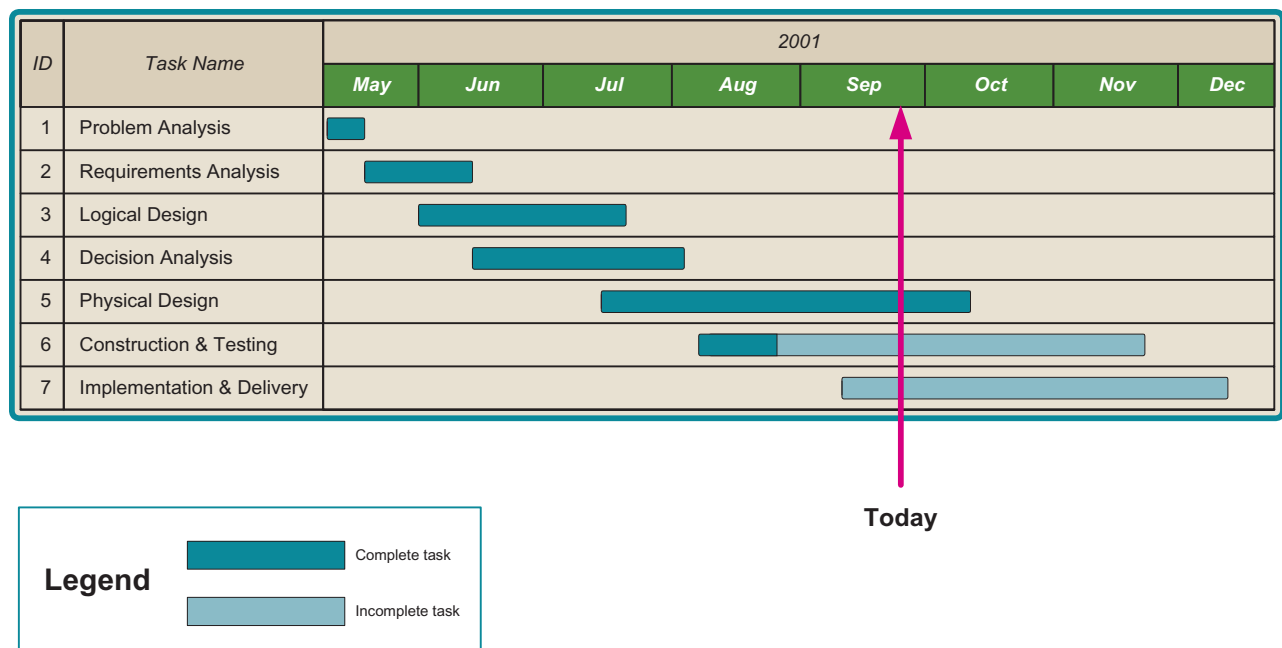 ID Task Name 2001
May Jun Jul Aug Sep Oct Nov Dec
1 Problem Analysis
2 Requirements Analysis
3 Logical Design
4 Decision Analysis
5 Physical Design
6 Construction & Testing
7 Implementation & Delivery
Today
Legend
Complete task
Incomplete task